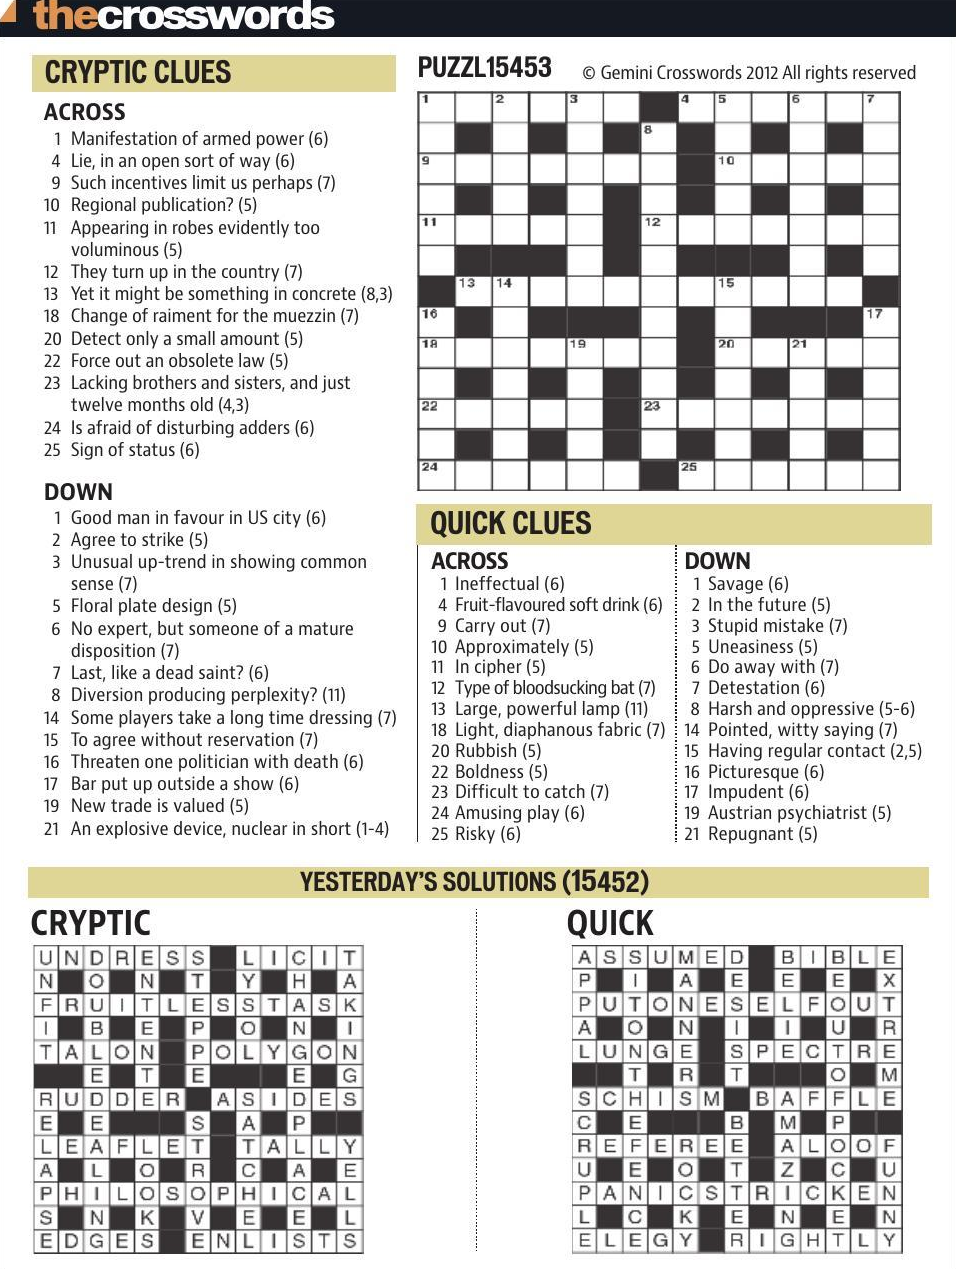 thecrosswords
CRYPTIC CLUES
ACROSS
1 Manifestation of armed power (6)
4 Lie, in an open sort of way (6)
9 Such incentives limit us perhaps (7)
10 Regional publication? (5)
11 Appearing in robes evidently too
voluminous (5)
12 They turn up in the country (7)
13 Yet it might be something in concrete (8,3)
18 Change of raiment for the muezzin (7)
20 Detect only a small amount (5)
22 Force out an obsolete law (5)
23 Lacking brothers and sisters, and just
twelve months old (4,3)
24 Is afraid of disturbing adders (6)
25 Sign of status (6)
DOWN
1 Good man in favour in US city (6)
2 Agree to strike (5)
3 Unusual up-trend in showing common
sense (7)
5 Floral plate design (5)
6 No expert, but someone of a mature
disposition (7)
7 Last, like a dead saint? (6)
8 Diversion producing perplexity? (11)
14 Some players take a long time dressing (7)
15 To agree without reservation (7)
16 Threaten one politician with death (6)
17 Bar put up outside a show (6)
19 New trade is valued (5)
21 An explosive device, nuclear in short (1-4)
PUZZL15453 © Gemini Crosswords 2012 All rights reserved
1 2 3 4 5 6 7
8
9 10
11 12
13 14 15
16 17
18 19 20 21
22 23
24 25
QUICK CLUES
ACROSS
1 Ineffectual (6)
4 Fruit-flavoured soft drink (6)
9 Carry out (7)
10 Approximately (5)
11 In cipher (5)
12 Type of bloodsucking bat (7)
13 Large, powerful lamp (11)
18 Light, diaphanous fabric (7)
20 Rubbish (5)
22 Boldness (5)
23 Difficult to catch (7)
24 Amusing play (6)
25 Risky (6)
DOWN
1 Savage (6)
2 In the future (5)
3 Stupid mistake (7)
5 Uneasiness (5)
6 Do away with (7)
7 Detestation (6)
8 Harsh and oppressive (5-6)
14 Pointed, witty saying (7)
15 Having regular contact (2,5)
16 Picturesque (6)
17 Impudent (6)
19 Austrian psychiatrist (5)
21 Repugnant (5)
YESTERDAY'S SOLUTIONS (15452)
CRYPTIC
UNDRESS LICIT
N O N T Y H A
FRUITLESSTASK
I B E P O N I
TALON POLYGON
E T E E G
RUDDER ASIDES
E E S A P
LEAFLET TALLY
A L O R C A E
PHILOSOPHICAL
S N K V E E L
EDGES ENLISTS
QUICK
ASSUMED BIBLE
P I A E E E X
PUTONESELFOUT
A O N I I U R
LUNGE SPECTRE
T R T O M
SCHISM BAFFLE
C E B M P
REFEREE ALOOF
U E O T Z C U
PANICSTRICKEN
L C K E N E N
ELEGY RIGHTLY